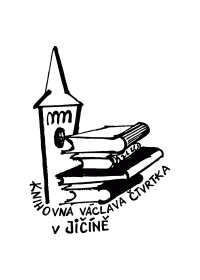 KNIHOVNA VÁCLAVA ČTVRTKA
V JIČÍNĚ